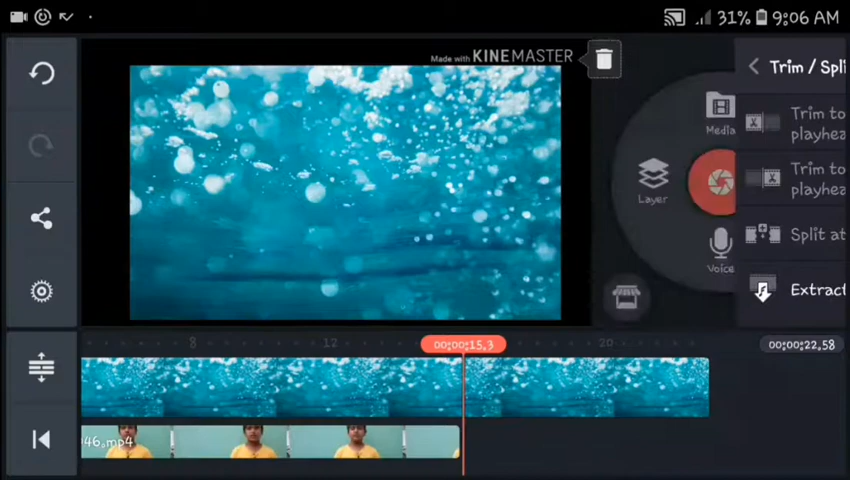 31% 9:06 AM
Made with KINEMASTER
Trim / Spli
Media
Trim to
playhea
Layer
Trim to
playhea
Voice
Split at
Extract
8
12
00:00:15.3
20
00:00:22.58
046.mp4